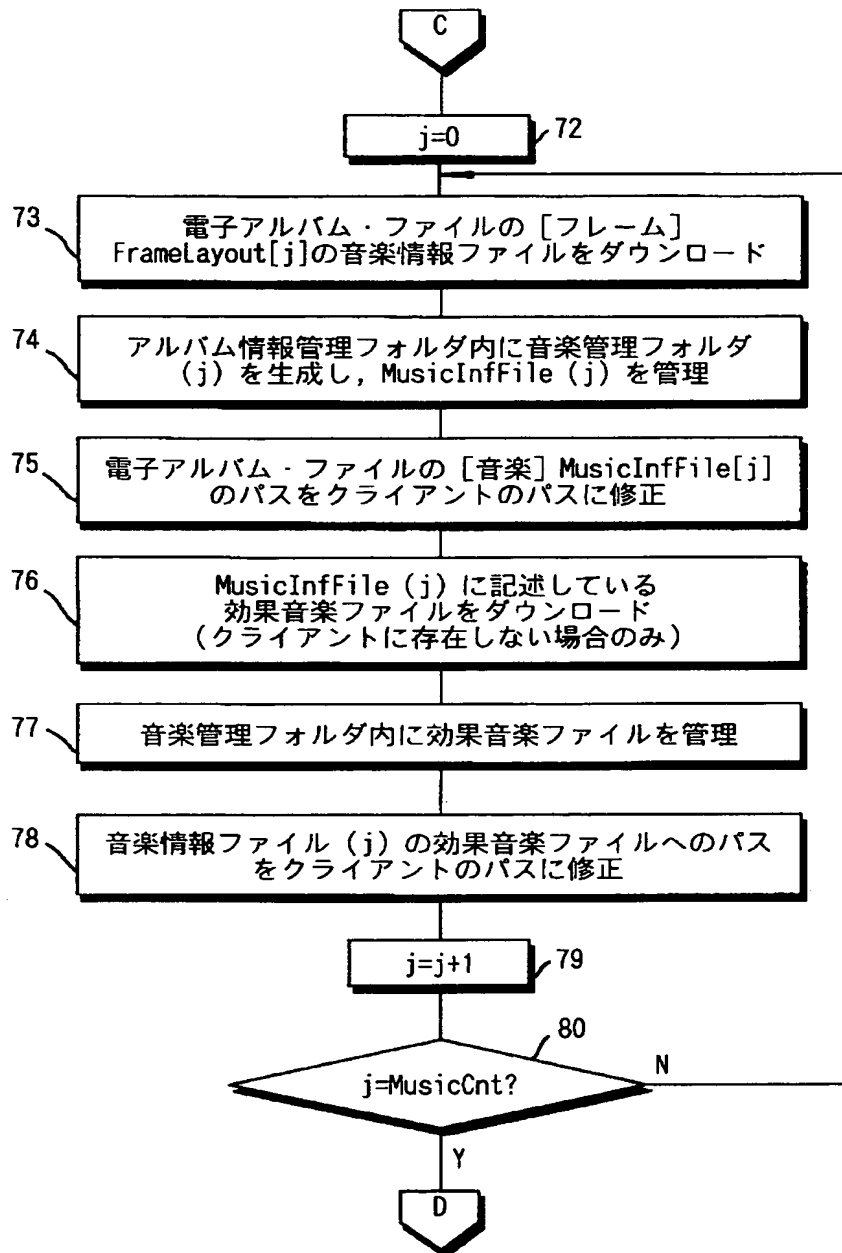 C
j=0
72
73
電子アルバム・ファイルの [フレーム]
FrameLayout[j]の音楽情報ファイルをダウンロード
74
アルバム情報管理フォルダ内に音楽管理フォルダ
(j) を生成し, MusicInfFile (j) を管理
75
電子アルバム・ファイルの [音楽] MusicInfFile[j]
のパスをクライアントのパスに修正
76
MusicInfFile (j) に記述している
効果音楽ファイルをダウンロード
(クライアントに存在しない場合のみ)
77
音楽管理フォルダ内に効果音楽ファイルを管理
78
音楽情報ファイル (j) の効果音楽ファイルへのパス
をクライアントのパスに修正
j=j+1
79
80
j=MusicCnt?
N
Y
D